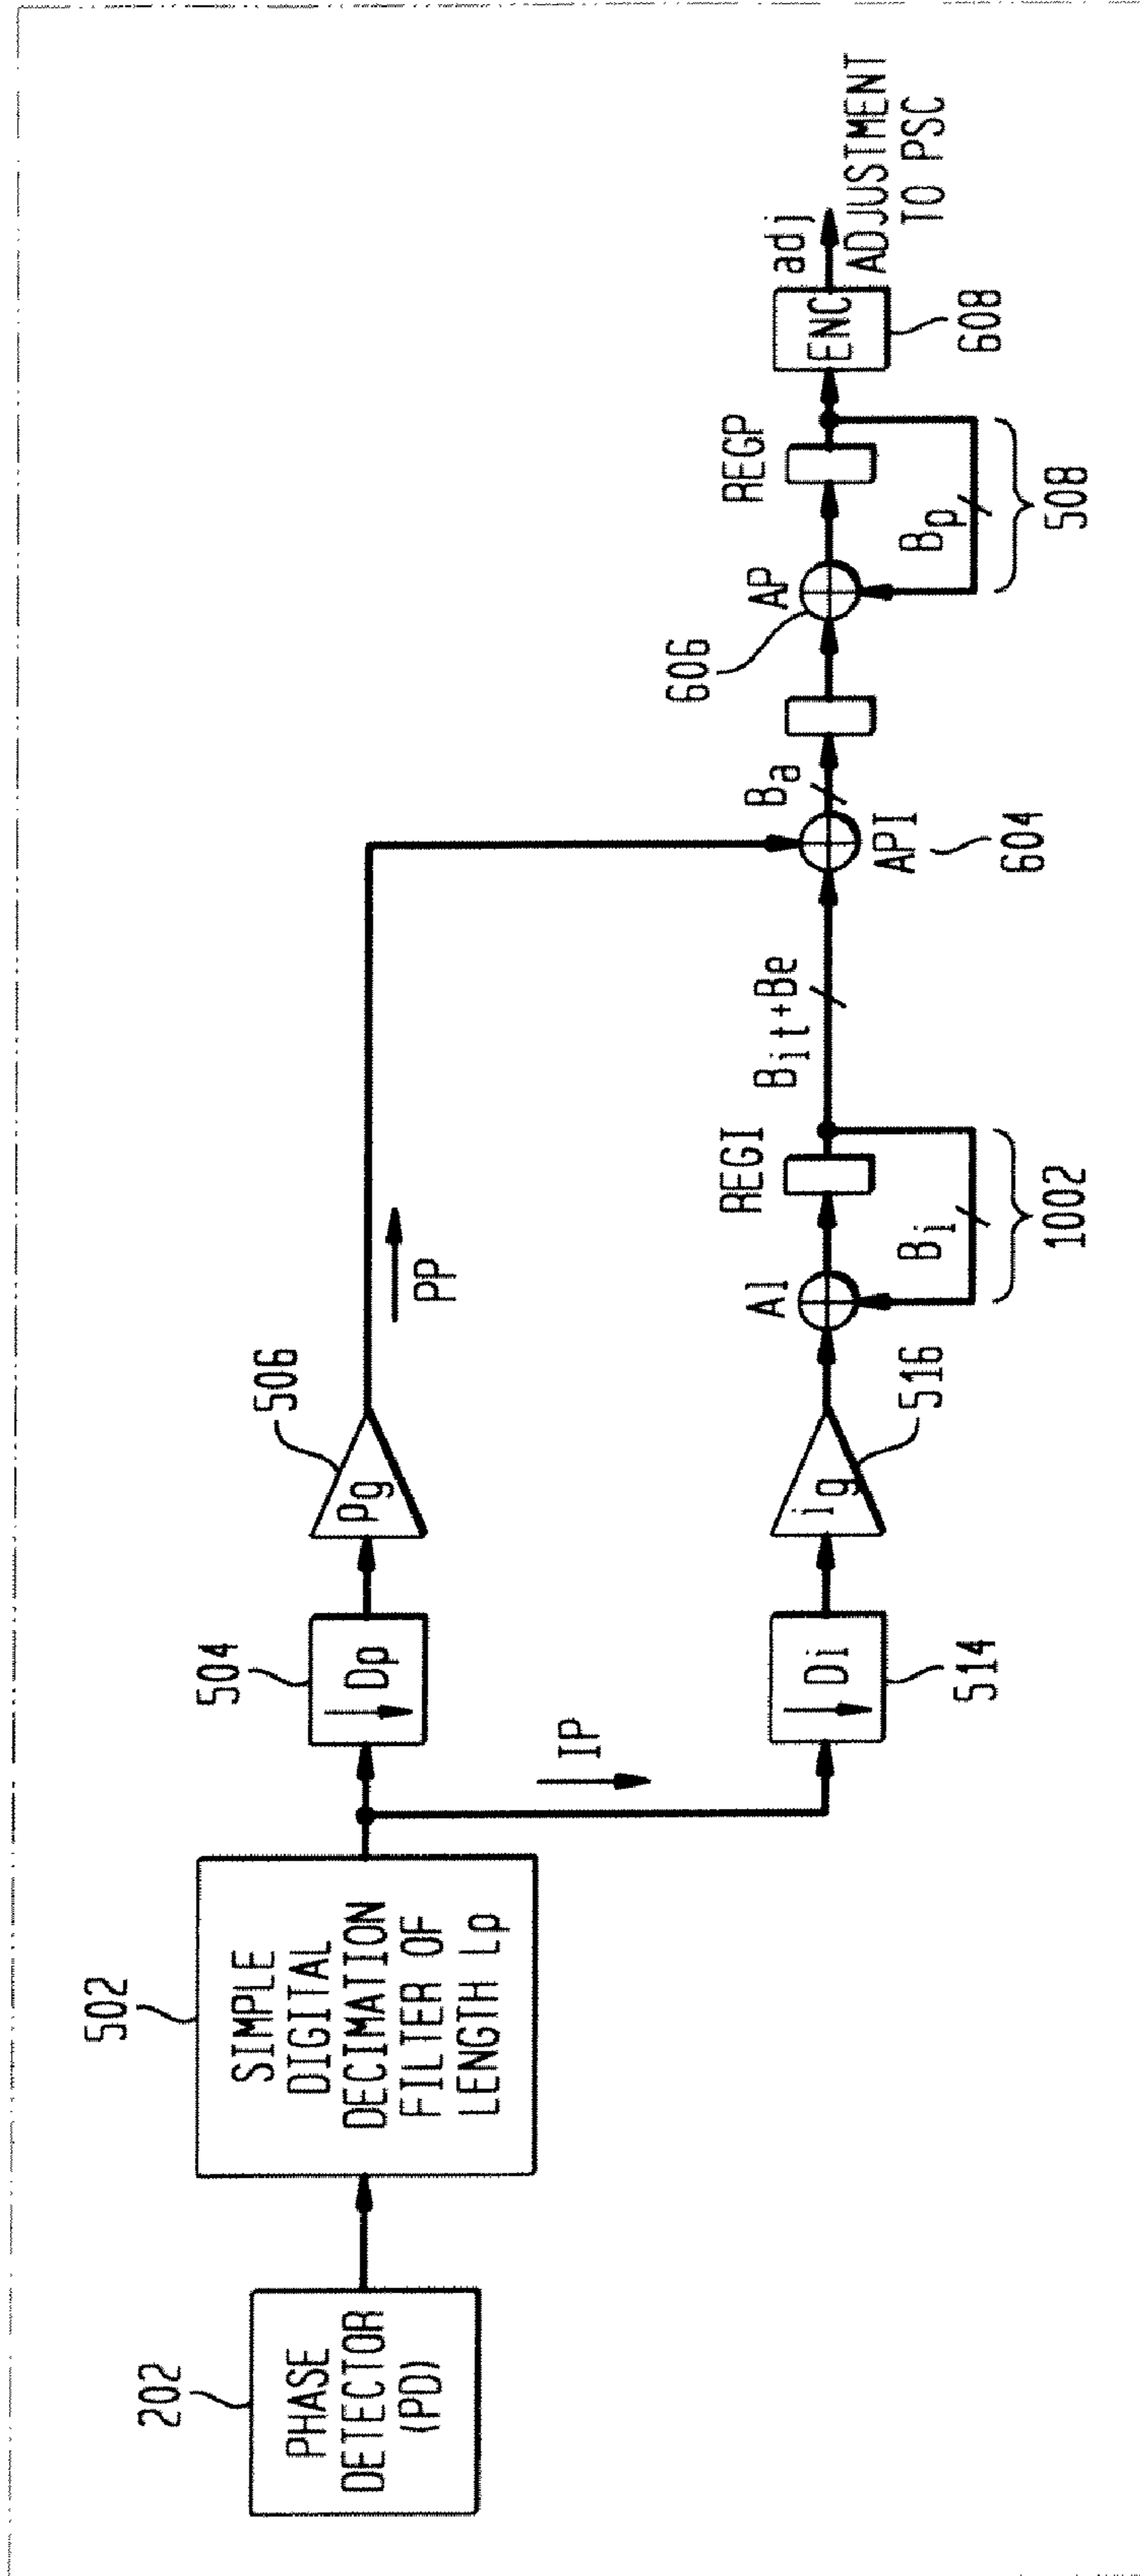 202
PHASE
DETECTOR
(PD)
502
SIMPLE
DIGITAL
DECIMATION
FILTER OF
LENGTH Lp
504
Dp
506
Pg
PP
IP
Di
514
ig
516
AI
REGI
Bi
1002
Bit+Be
API
604
Ba
606
AP
REGP
Bp
508
ENC
608
adj
ADJUSTMENT
TO PSC